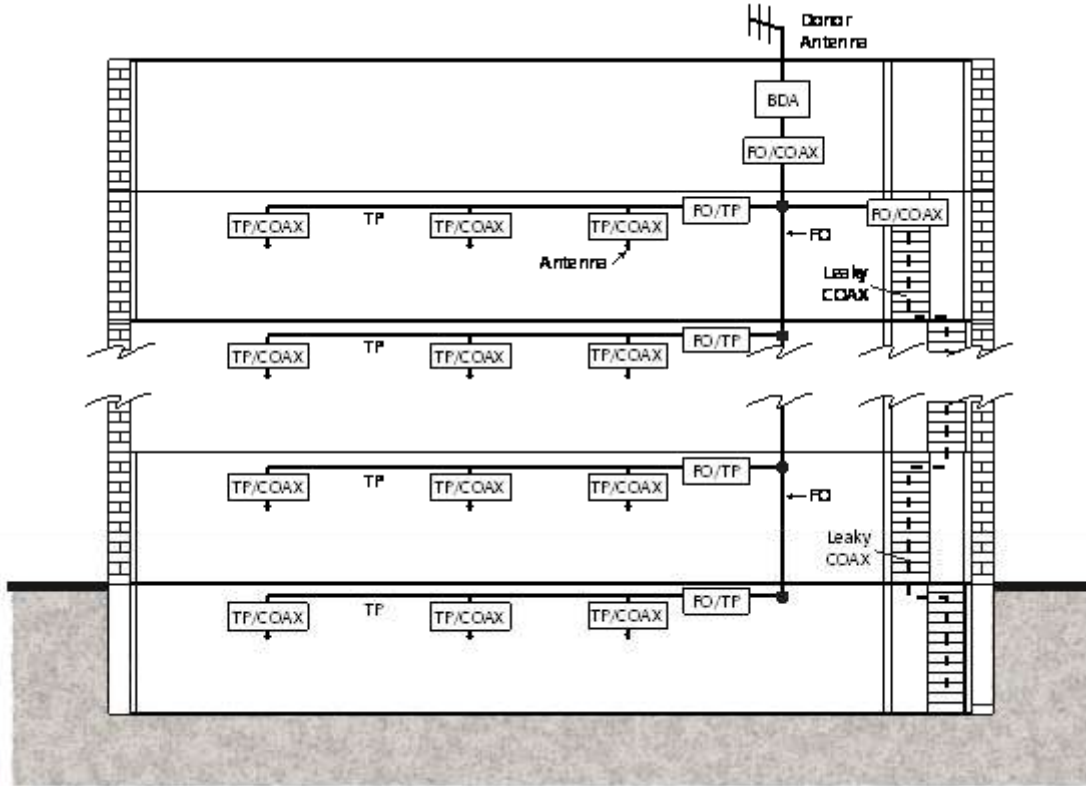 Donor
Antenna
BDA
FO/COAX
FO/TP
FO/COAX
TP/COAX
TP
TP/COAX
TP/COAX
FO
Antenna
Leaky
COAX
FO/TP
TP/COAX
TP
TP/COAX
TP/COAX
FO/TP
TP/COAX
TP
TP/COAX
TP/COAX
FO
Leaky
COAX
FO/TP
TP/COAX
TP
TP/COAX
TP/COAX